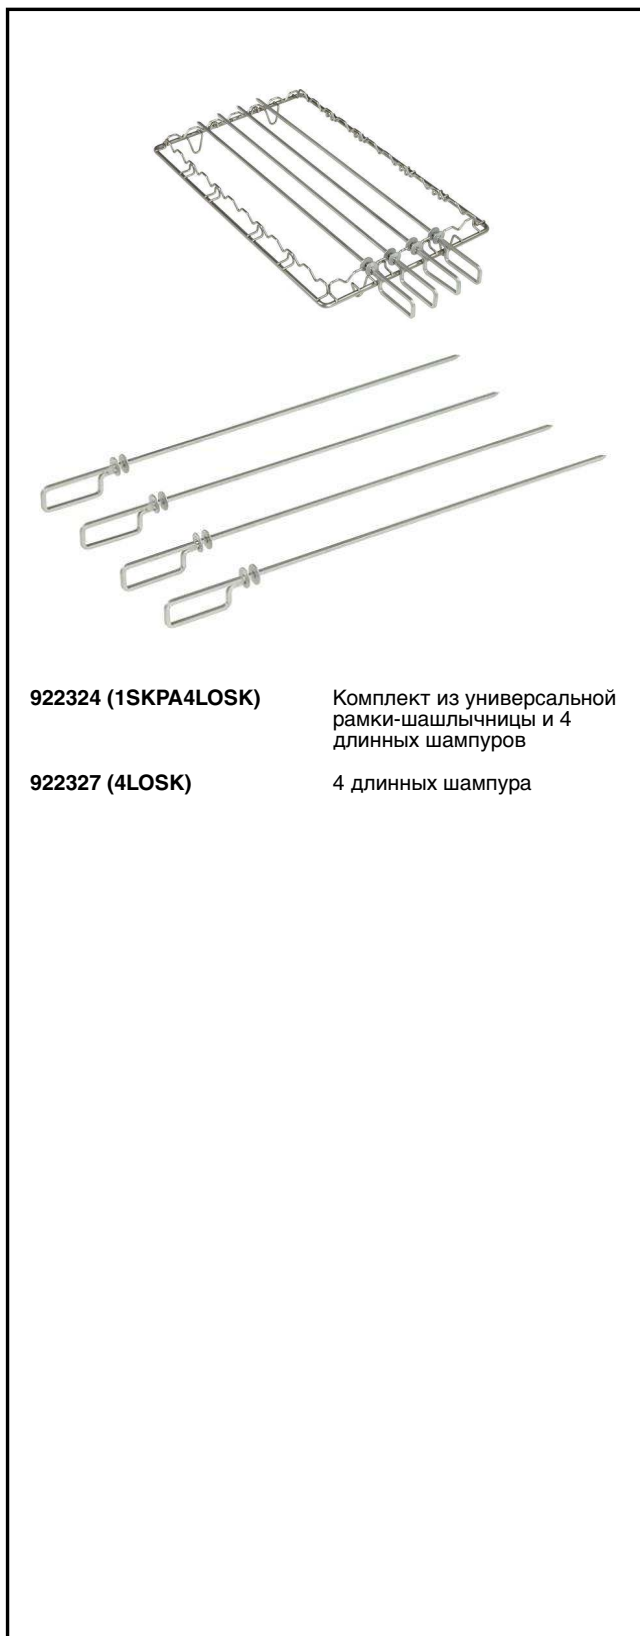 922324 (1SKPA4LOSK) Комплект из универсальной
рамки-шашлычницы и 4
длинных шампуров
922327 (4LOSK) 4 длинных шампура